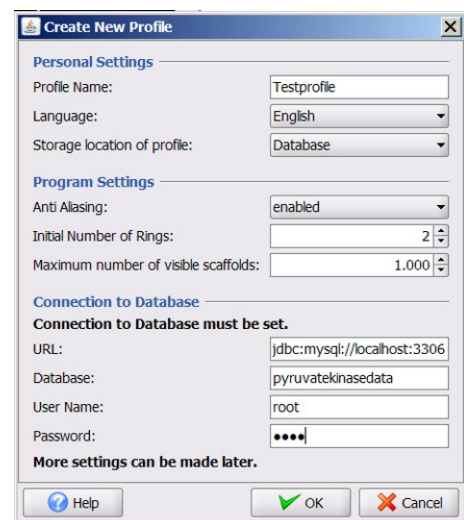 Create New Profile
Personal Settings
Profile Name: Testprofile
Language: English
Storage location of profile: Database
Program Settings
Anti Aliasing: enabled
Initial Number of Rings: 2
Maximum number of visible scaffolds: 1.000
Connection to Database
Connection to Database must be set.
URL: jdbc:mysql://localhost:3306
Database: pyruvatekinasedata
User Name: root
Password: ••••
More settings can be made later.
Help OK Cancel